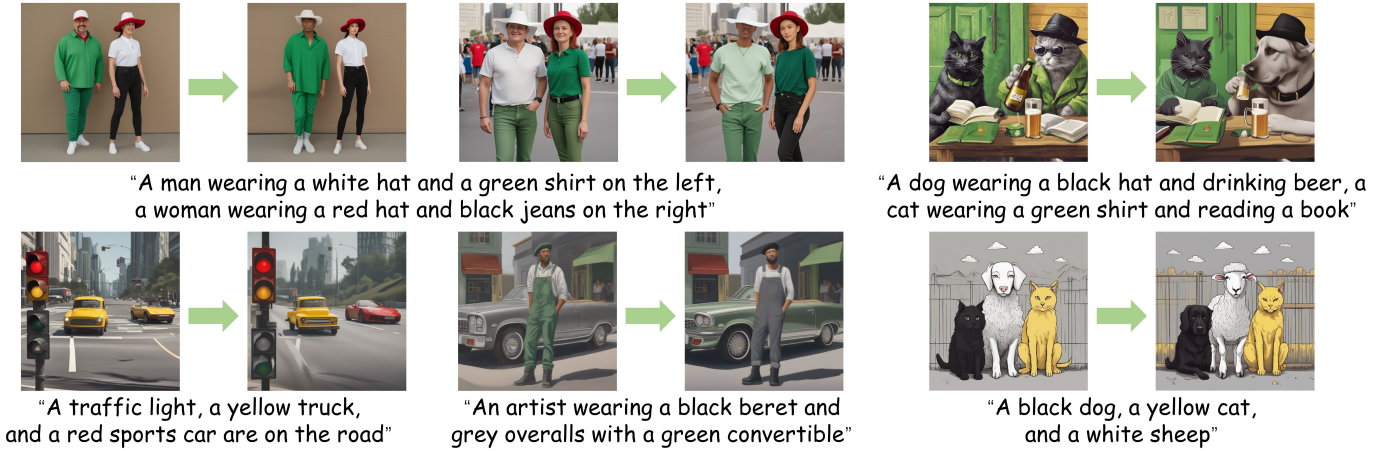 “A man wearing a white hat and a green shirt on the left,
a woman wearing a red hat and black jeans on the right”
“A dog wearing a black hat and drinking beer, a
cat wearing a green shirt and reading a book”
“A traffic light, a yellow truck,
and a red sports car are on the road”
“An artist wearing a black beret and
grey overalls with a green convertible”
“A black dog, a yellow cat,
and a white sheep”